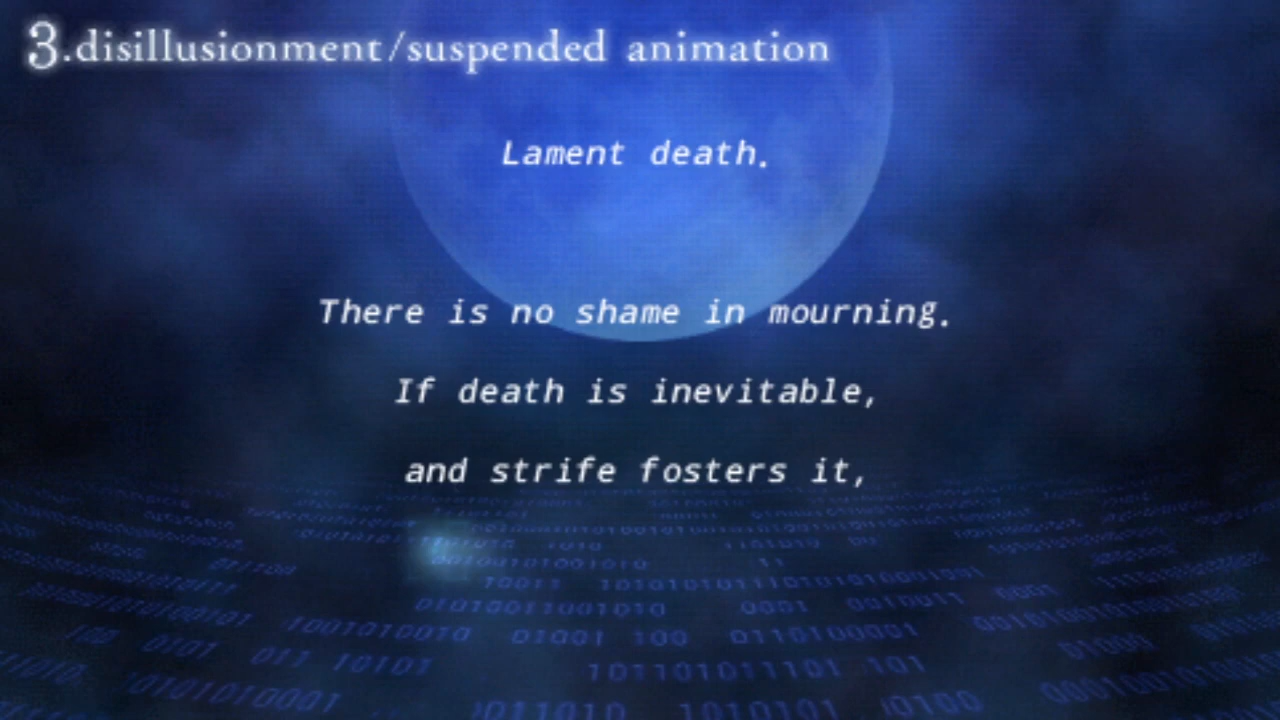 3.disillusionment/suspended animation
Lament death.
There is no shame in mourning.
If death is inevitable,
and strife fosters it,